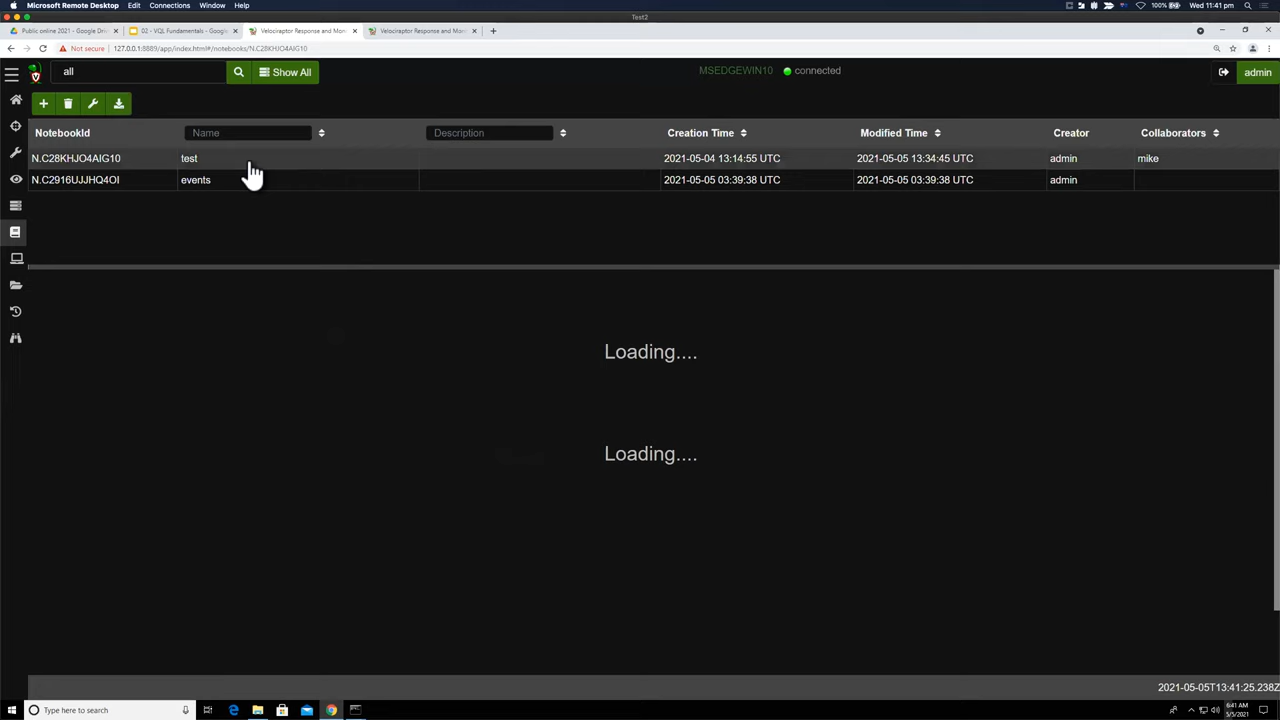 Microsoft Remote Desktop Edit Connections Window Help
100% Wed 11:41 pm
Test2
Public online 2021 - Google Driv
02 - VQL Fundamentals - Google
Velociraptor Response and Moni
Velociraptor Response and Moni
Not secure 127.0.0.1:8889/app/index.html#/notebooks/N.C28KHJO4AIG10
all
Show All
MSEDGEWIN10 connected
admin
NotebookId Name Description Creation Time Modified Time Creator Collaborators
N.C28KHJO4AIG10 test 2021-05-04 13:14:55 UTC 2021-05-05 13:34:45 UTC admin mike
N.C2916UJJHQ4OI events 2021-05-05 03:39:38 UTC 2021-05-05 03:39:38 UTC admin
Loading....
Loading....
2021-05-05T13:41:25.238Z
Type here to search
6:41 AM
5/5/2021